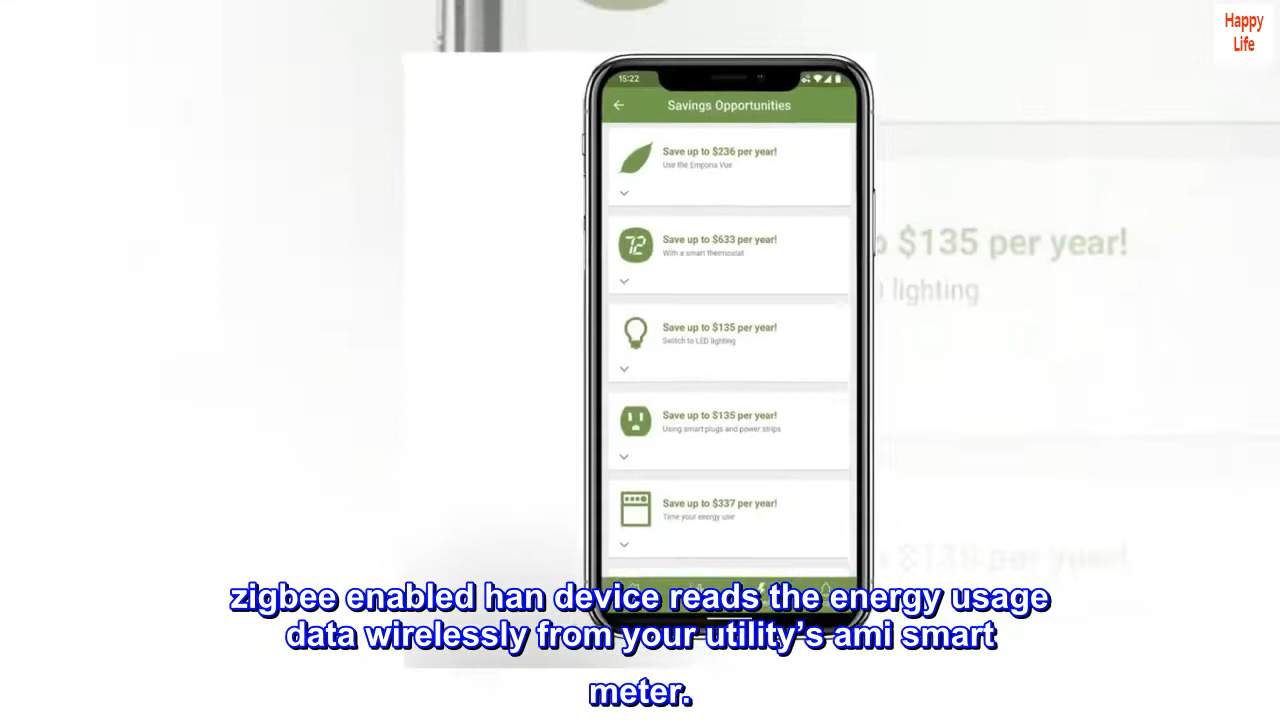 Happy
Life
15:22
Savings Opportunities
Save up to $236 per year!
Use the Emporia Vue
Save up to $633 per year!
72
With a smart thermostat
Save up to $135 per year!
Switch to LED lighting
Save up to $135 per year!
Using smart plugs and power strips
Save up to $337 per year!
Time your energy use
$135 per year!
lighting
$135 per year!
zigbee enabled han device reads the energy usage
data wirelessly from your utility’s ami smart
meter.